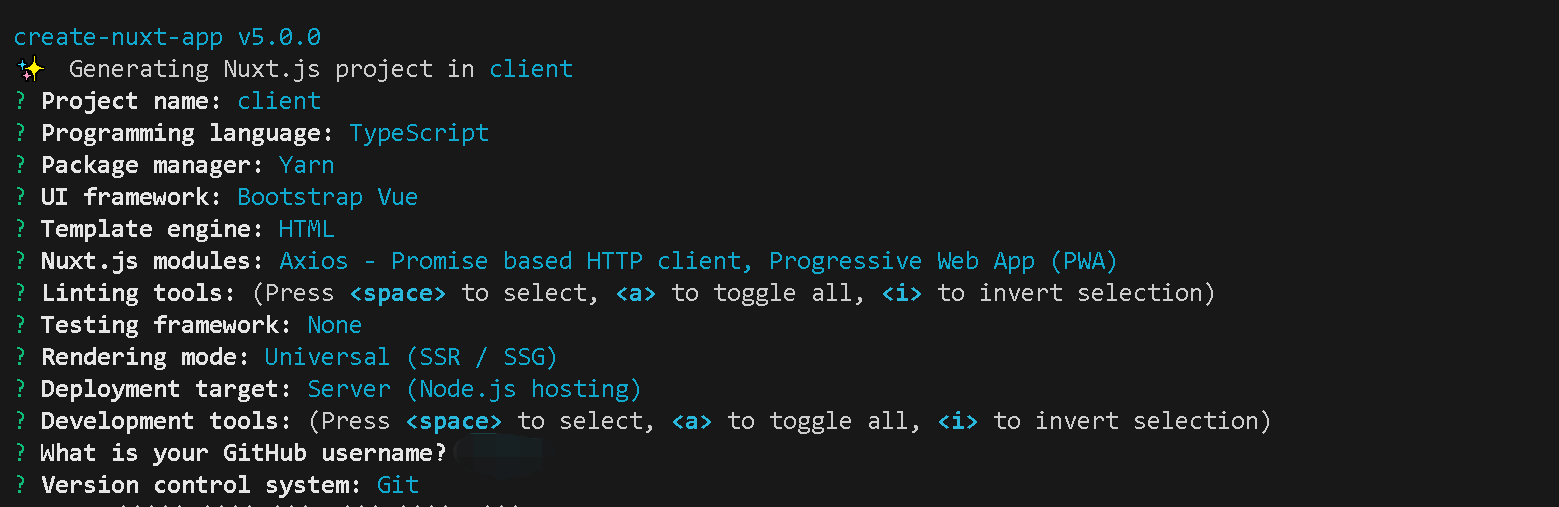 create-nuxt-app v5.0.0
✨ Generating Nuxt.js project in client
? Project name: client
? Programming language: TypeScript
? Package manager: Yarn
? UI framework: Bootstrap Vue
? Template engine: HTML
? Nuxt.js modules: Axios - Promise based HTTP client, Progressive Web App (PWA)
? Linting tools: (Press <space> to select, <a> to toggle all, <i> to invert selection)
? Testing framework: None
? Rendering mode: Universal (SSR / SSG)
? Deployment target: Server (Node.js hosting)
? Development tools: (Press <space> to select, <a> to toggle all, <i> to invert selection)
? What is your GitHub username?
? Version control system: Git